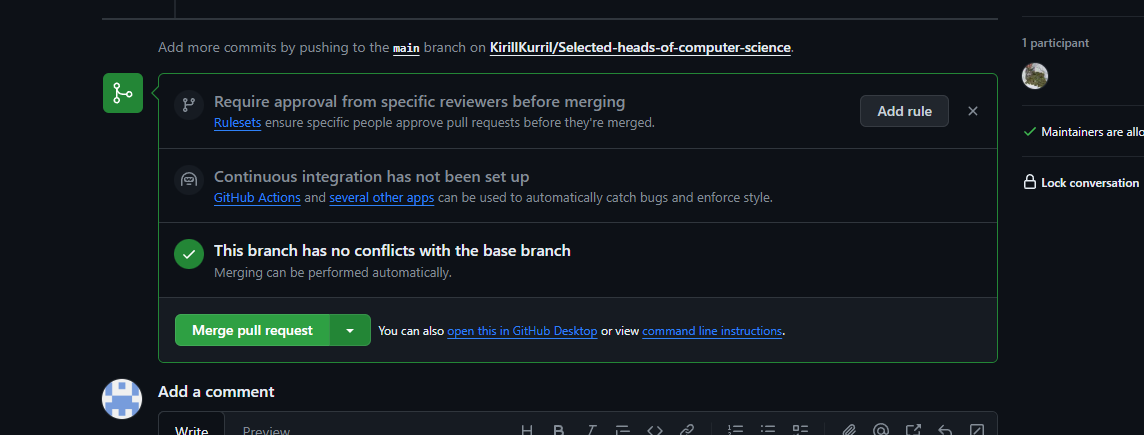 Add more commits by pushing to the main branch on KirillKurril/Selected-heads-of-computer-science.
1 participant
Require approval from specific reviewers before merging
Rulesets ensure specific people approve pull requests before they're merged.
Add rule
Maintainers are allo
Continuous integration has not been set up
GitHub Actions and several other apps can be used to automatically catch bugs and enforce style.
Lock conversation
This branch has no conflicts with the base branch
Merging can be performed automatically.
Merge pull request
You can also open this in GitHub Desktop or view command line instructions.
Add a comment
Write Preview